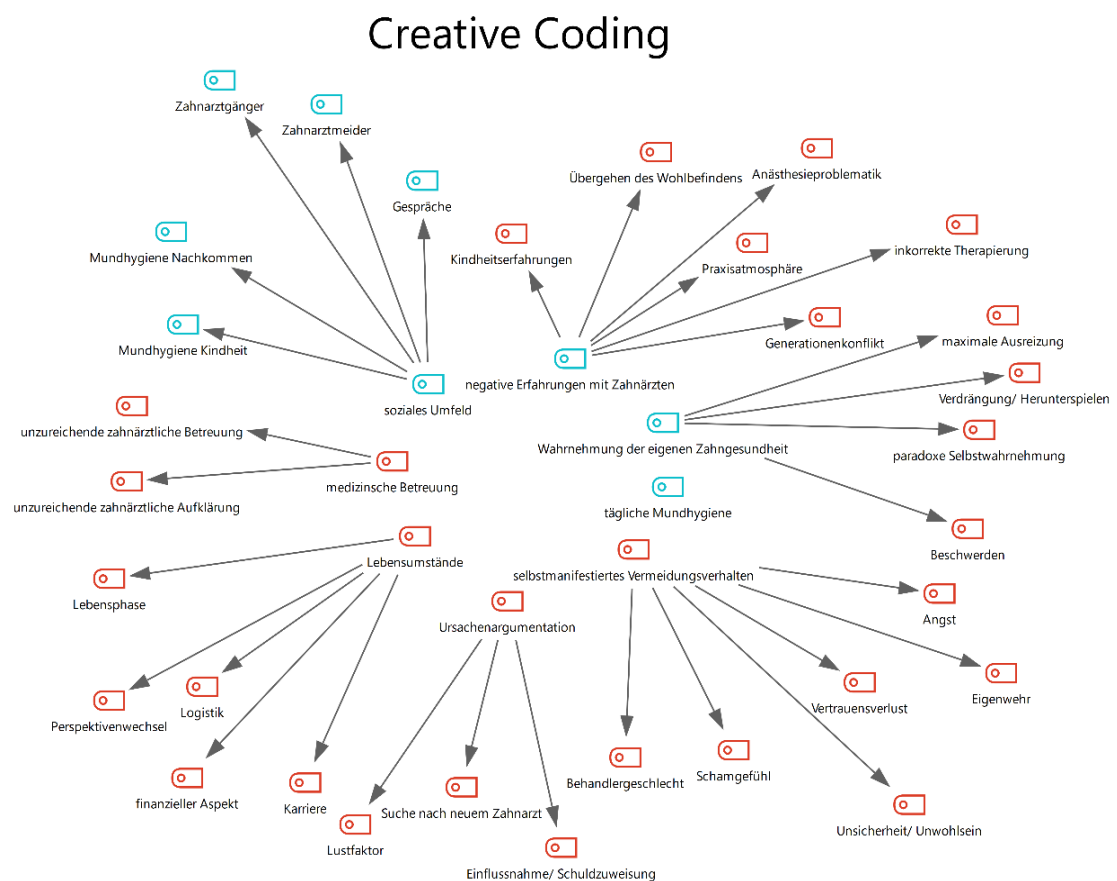 Creative Coding
Zahnarztgänger
Zahnarztmeider
Gespräche
Mundhygiene Nachkommen
Mundhygiene Kindheit
soziales Umfeld
Übergehen des Wohlbefindens
Anästhesieproblematik
Kindheitserfahrungen
Praxisatmosphäre
inkorrekte Therapierung
Generationenkonflikt
negative Erfahrungen mit Zahnärzten
maximale Ausreizung
Verdrängung/ Herunterspielen
Wahrnehmung der eigenen Zahngesundheit
paradoxe Selbstwahrnehmung
Beschwerden
unzureichende zahnärztliche Betreuung
medizinsche Betreuung
unzureichende zahnärztliche Aufklärung
tägliche Mundhygiene
Lebensumstände
Lebensphase
Perspektivenwechsel
Logistik
finanzieller Aspekt
Karriere
Ursachenargumentation
Lustfaktor
Suche nach neuem Zahnarzt
Einflussnahme/ Schuldzuweisung
selbstmanifestiertes Vermeidungsverhalten
Angst
Eigenwehr
Vertrauensverlust
Behandlergeschlecht
Schamgefühl
Unsicherheit/ Unwohlsein